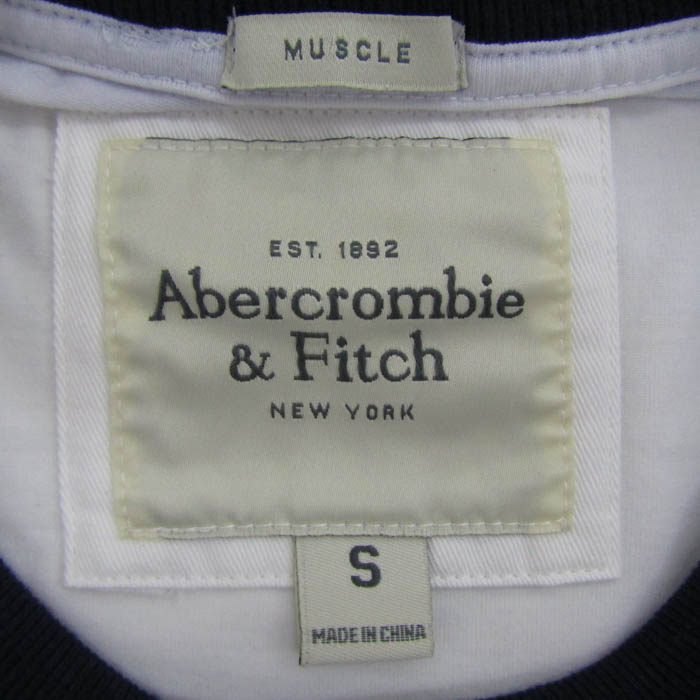 MUSCLE
EST. 1892
Abercrombie
& Fitch
NEW YORK
S
MADE IN CHINA